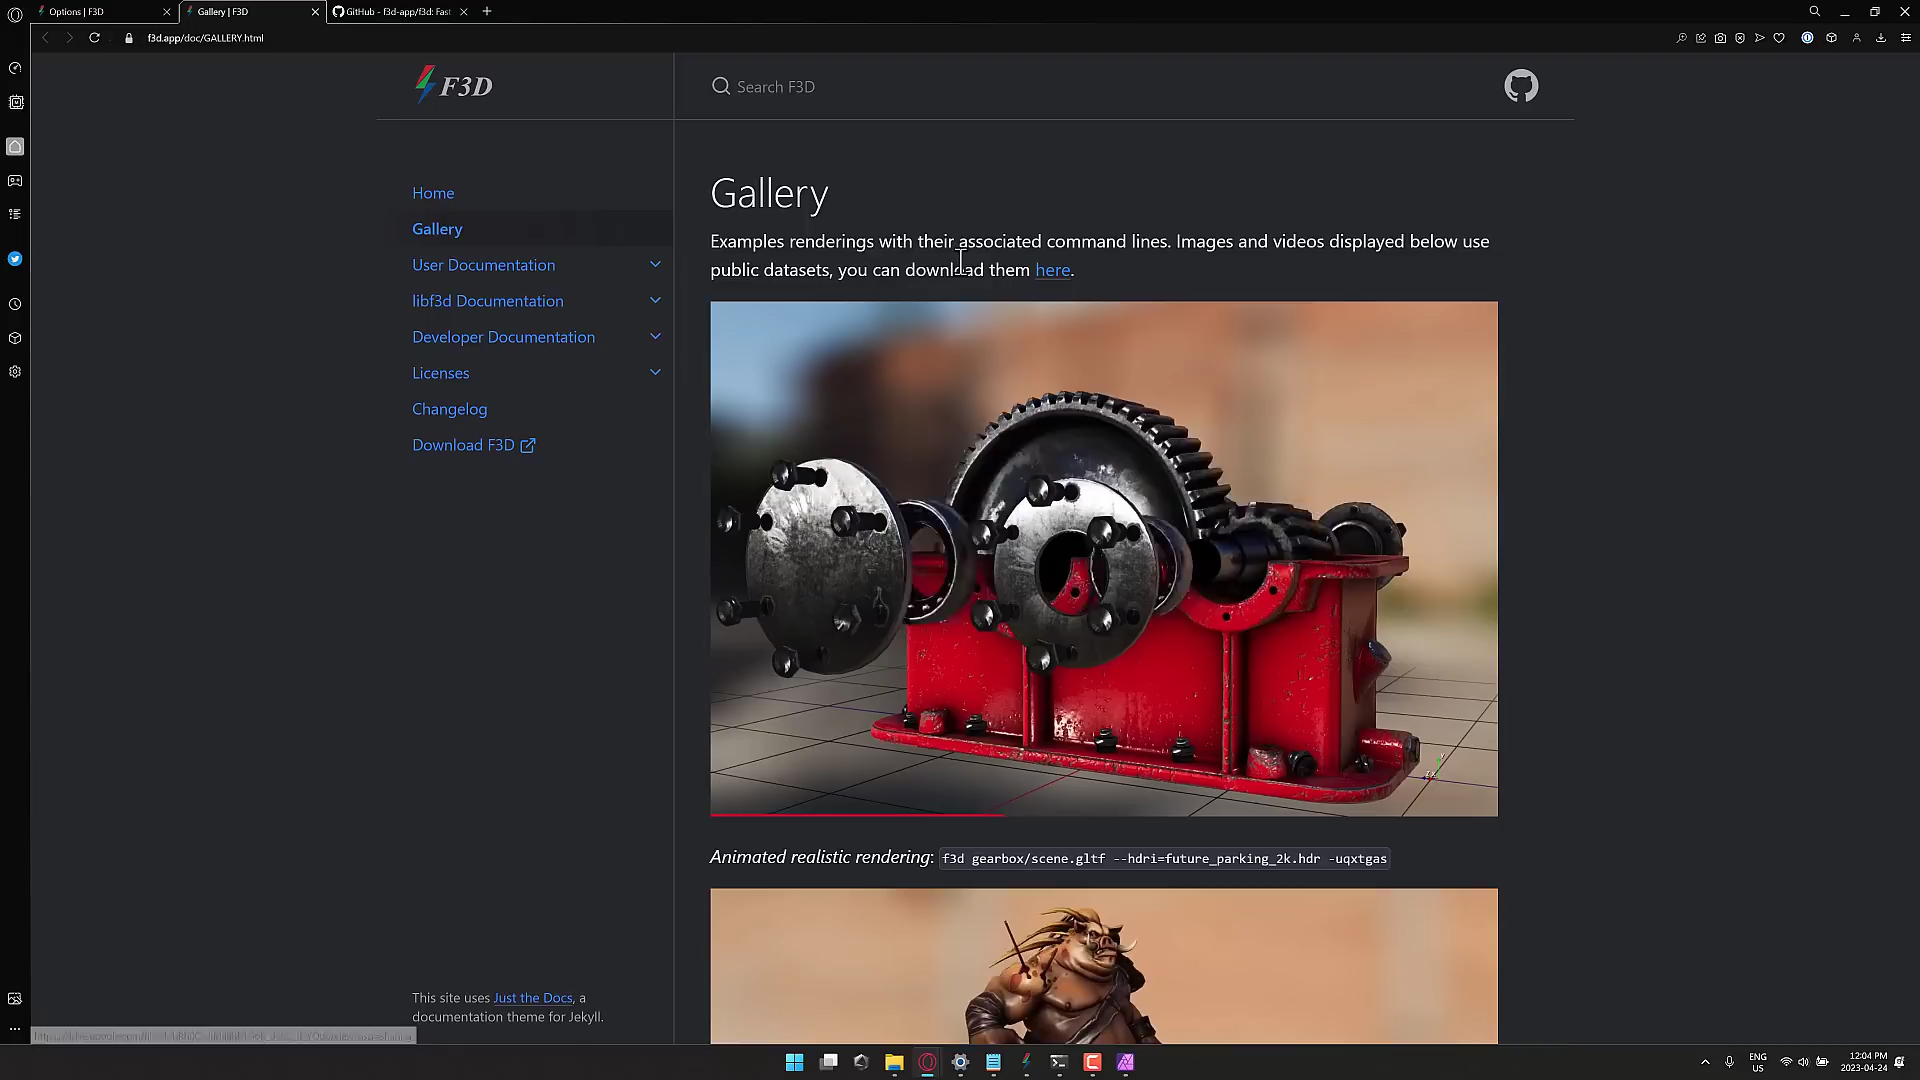 Options | F3D
Gallery | F3D
GitHub - f3d-app/f3d: Fast
f3d.app/doc/GALLERY.html
F3D
Search F3D
Home
Gallery
User Documentation
libf3d Documentation
Developer Documentation
Licenses
Changelog
Download F3D
Gallery
Examples renderings with their associated command lines. Images and videos displayed below use
public datasets, you can download them here.
Animated realistic rendering: f3d gearbox/scene.gltf --hdri=future_parking_2k.hdr -uqxtgas
This site uses Just the Docs, a
documentation theme for Jekyll.
ENG
US
12:04 PM
2023-04-24